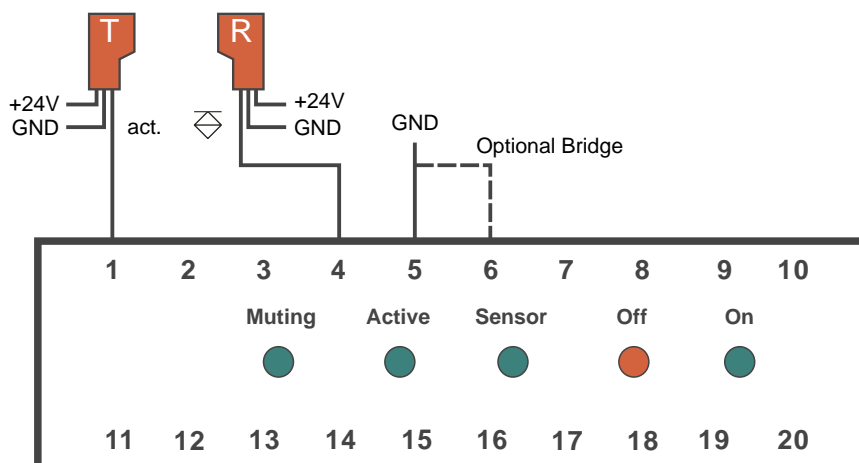 T R
+24V +24V
GND act. GND GND
Optional Bridge
1 2 3 4 5 6 7 8 9 10
Muting Active Sensor Off On
11 12 13 14 15 16 17 18 19 20